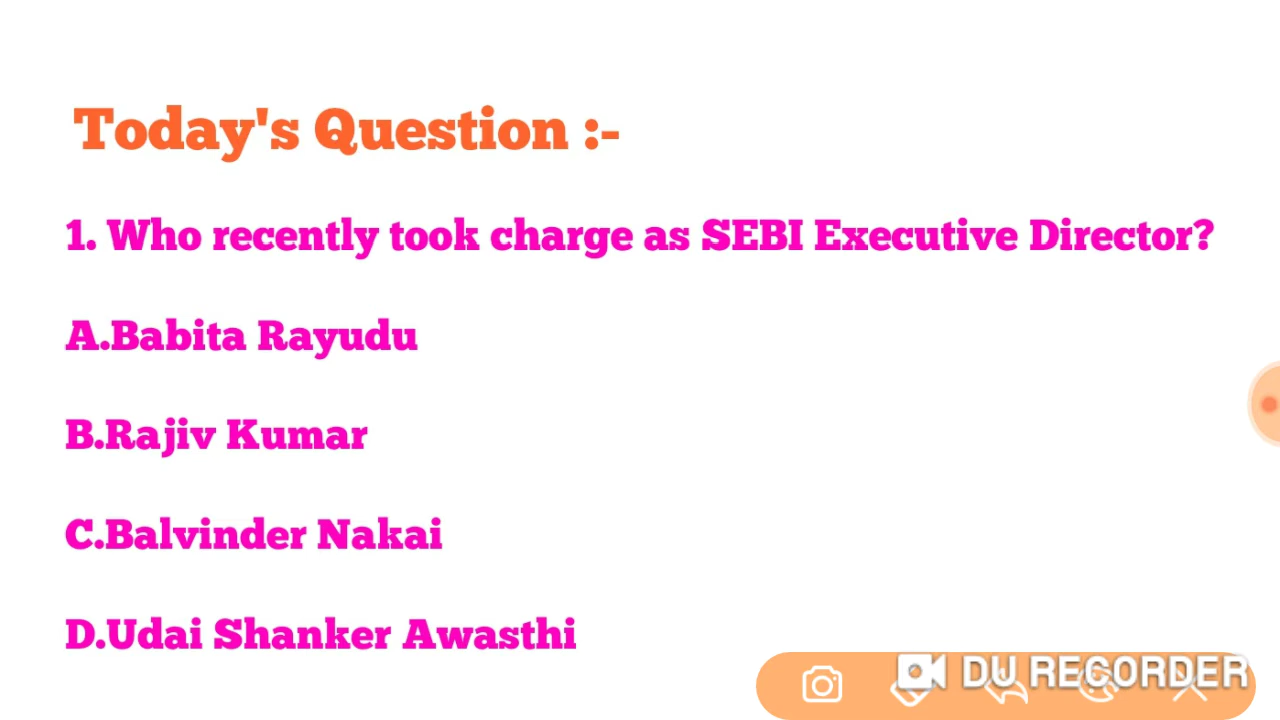 Today's Question :-
1. Who recently took charge as SEBI Executive Director?
A.Babita Rayudu
B.Rajiv Kumar
C.Balvinder Nakai
D.Udai Shanker Awasthi
DU RECORDER